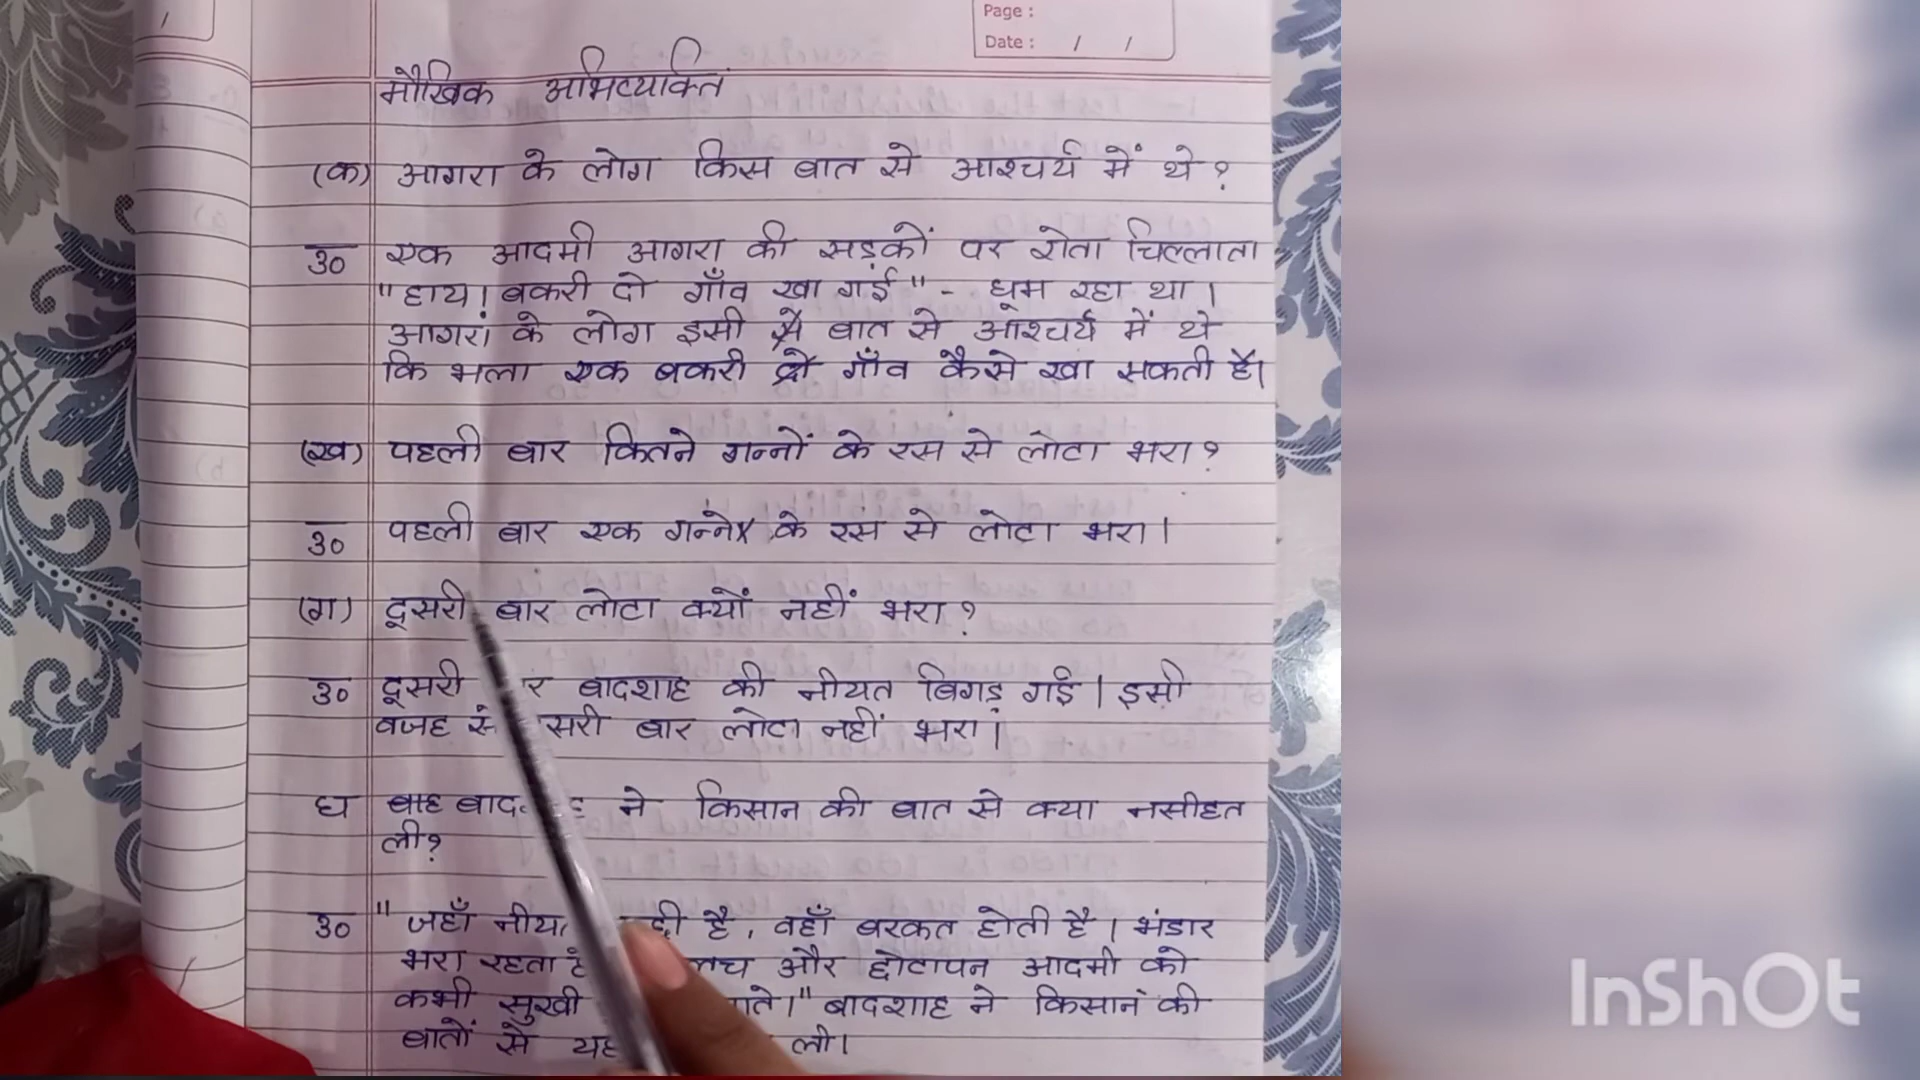 Page :
Date : / /
मौखिक अभिव्यक्ति
(क) आगरा के लोग किस बात से आश्चर्य में थे ?
उ० एक आदमी आगरा की सड़कों पर रोता चिल्लाता
"हाय! बकरी दो गाँव खा गई" - घूम रहा था।
आगरा के लोग इसी बात से आश्चर्य में थे
कि भला एक बकरी दो गाँव कैसे खा सकती है।
(ख) पहली बार कितने गन्नों के रस से लोटा भरा?
उ० पहली बार एक गन्ने के रस से लोटा भरा।
(ग) दूसरी बार लोटा क्यों नहीं भरा ?
उ० दूसरी बादशाह की नीयत बिगड़ गई। इसी
वजह बार लोटा नहीं भरा।
घ ने किसान की बात से क्या नसीहत
ली?
उ० "जहाँ है, वहाँ बरकत होती है। भंडार
भरा रहता और छोटापन आदमी को
कभी सुखी बादशाह ने किसान की
बातों से ली।
InShOt